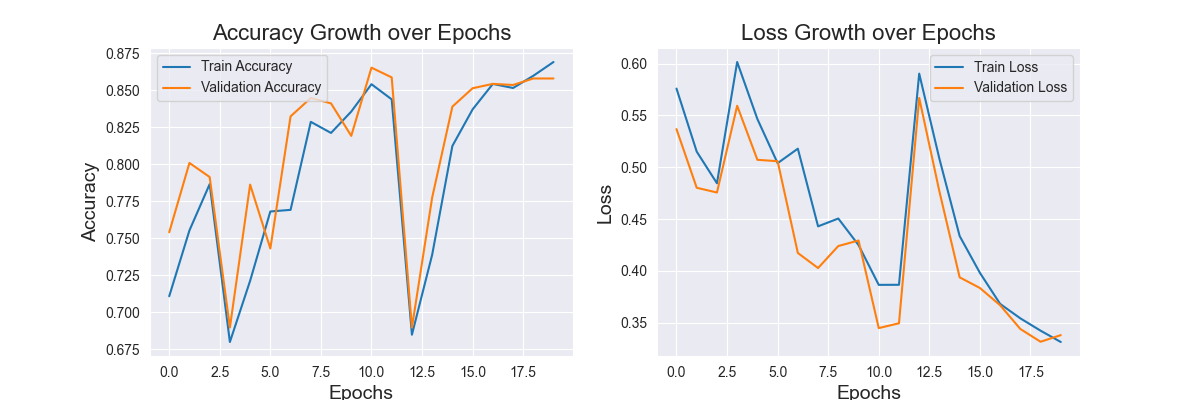 Accuracy Growth over Epochs
Train Accuracy
Validation Accuracy
0.875
0.850
0.825
0.800
0.775
0.750
0.725
0.700
0.675
Accuracy
0.0 2.5 5.0 7.5 10.0 12.5 15.0 17.5
Epochs
Loss Growth over Epochs
Train Loss
Validation Loss
0.60
0.55
0.50
0.45
0.40
0.35
Loss
0.0 2.5 5.0 7.5 10.0 12.5 15.0 17.5
Epochs